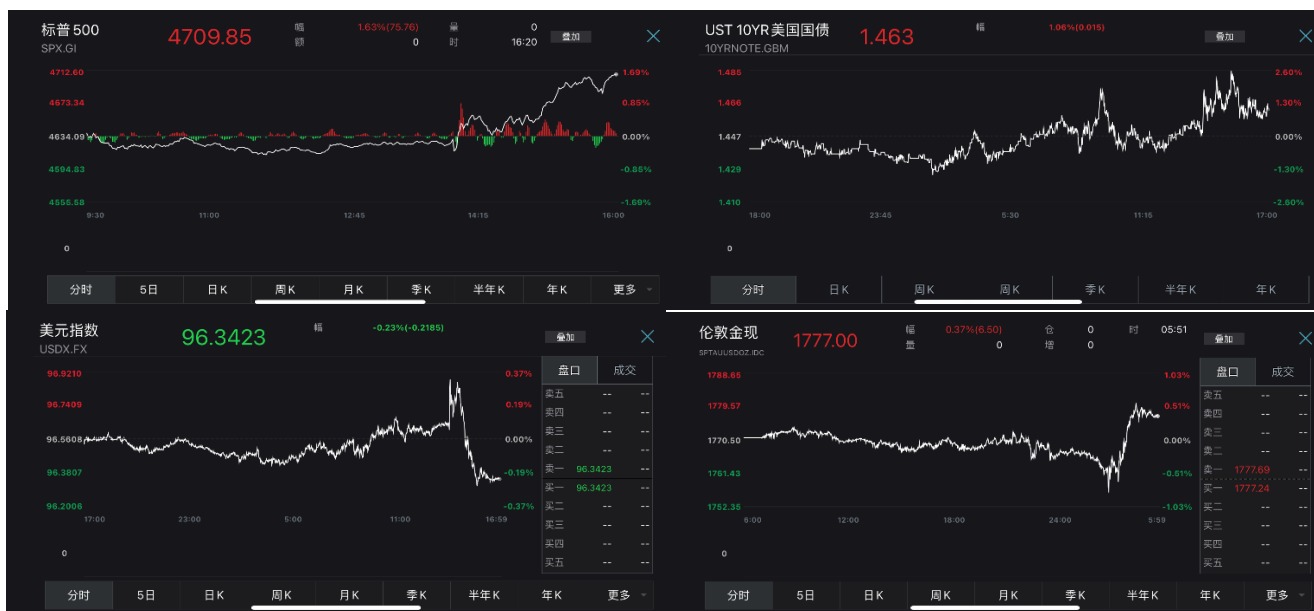 标普500
SPX.GI
4709.85
幅 1.63%(75.76) 量 0
额 0 时 16:20
叠加
4712.60 1.69%
4673.34 0.85%
4634.09 0.00%
4594.83 -0.85%
4555.58 -1.69%
9:30 11:00 12:45 14:15 16:00
0
分时 5日 日K 周K 月K 季K 半年K 年K 更多
UST 10YR美国国债
10YRNOTE.GBM
1.463
幅 1.06%(0.015)
叠加
1.485 2.60%
1.466 1.30%
1.447 0.00%
1.429 -1.30%
1.410 -2.60%
18:00 23:45 5:30 11:15 17:00
0
分时 日K 周K 周K 季K 半年K 年K
美元指数
USDX.FX
96.3423
幅 -0.23%(-0.2185)
叠加
96.9210 0.37%
96.7409 0.19%
96.5608 0.00%
96.3807 -0.19%
96.2006 -0.37%
17:00 23:00 5:00 11:00 16:59
0
盘口 成交
卖五 -- --
卖四 -- --
卖三 -- --
卖二 -- --
卖一 96.3423 --
买一 96.3423 --
买二 -- --
买三 -- --
买四 -- --
买五 -- --
分时 5日 日K 周K 月K 季K 半年K 年K 更多
伦敦金现
SPTAUUSDOZ.IDC
1777.00
幅 0.37%(6.50) 仓 0 时 05:51
量 0 增 0
叠加
1788.65 1.03%
1779.57 0.51%
1770.50 0.00%
1761.43 -0.51%
1752.35 -1.03%
6:00 12:00 18:00 24:00 5:59
0
盘口 成交
卖五 -- --
卖四 -- --
卖三 -- --
卖二 -- --
卖一 1777.69 --
买一 1777.24 --
买二 -- --
买三 -- --
买四 -- --
买五 -- --
分时 5日 日K 周K 月K 季K 半年K 年K 更多